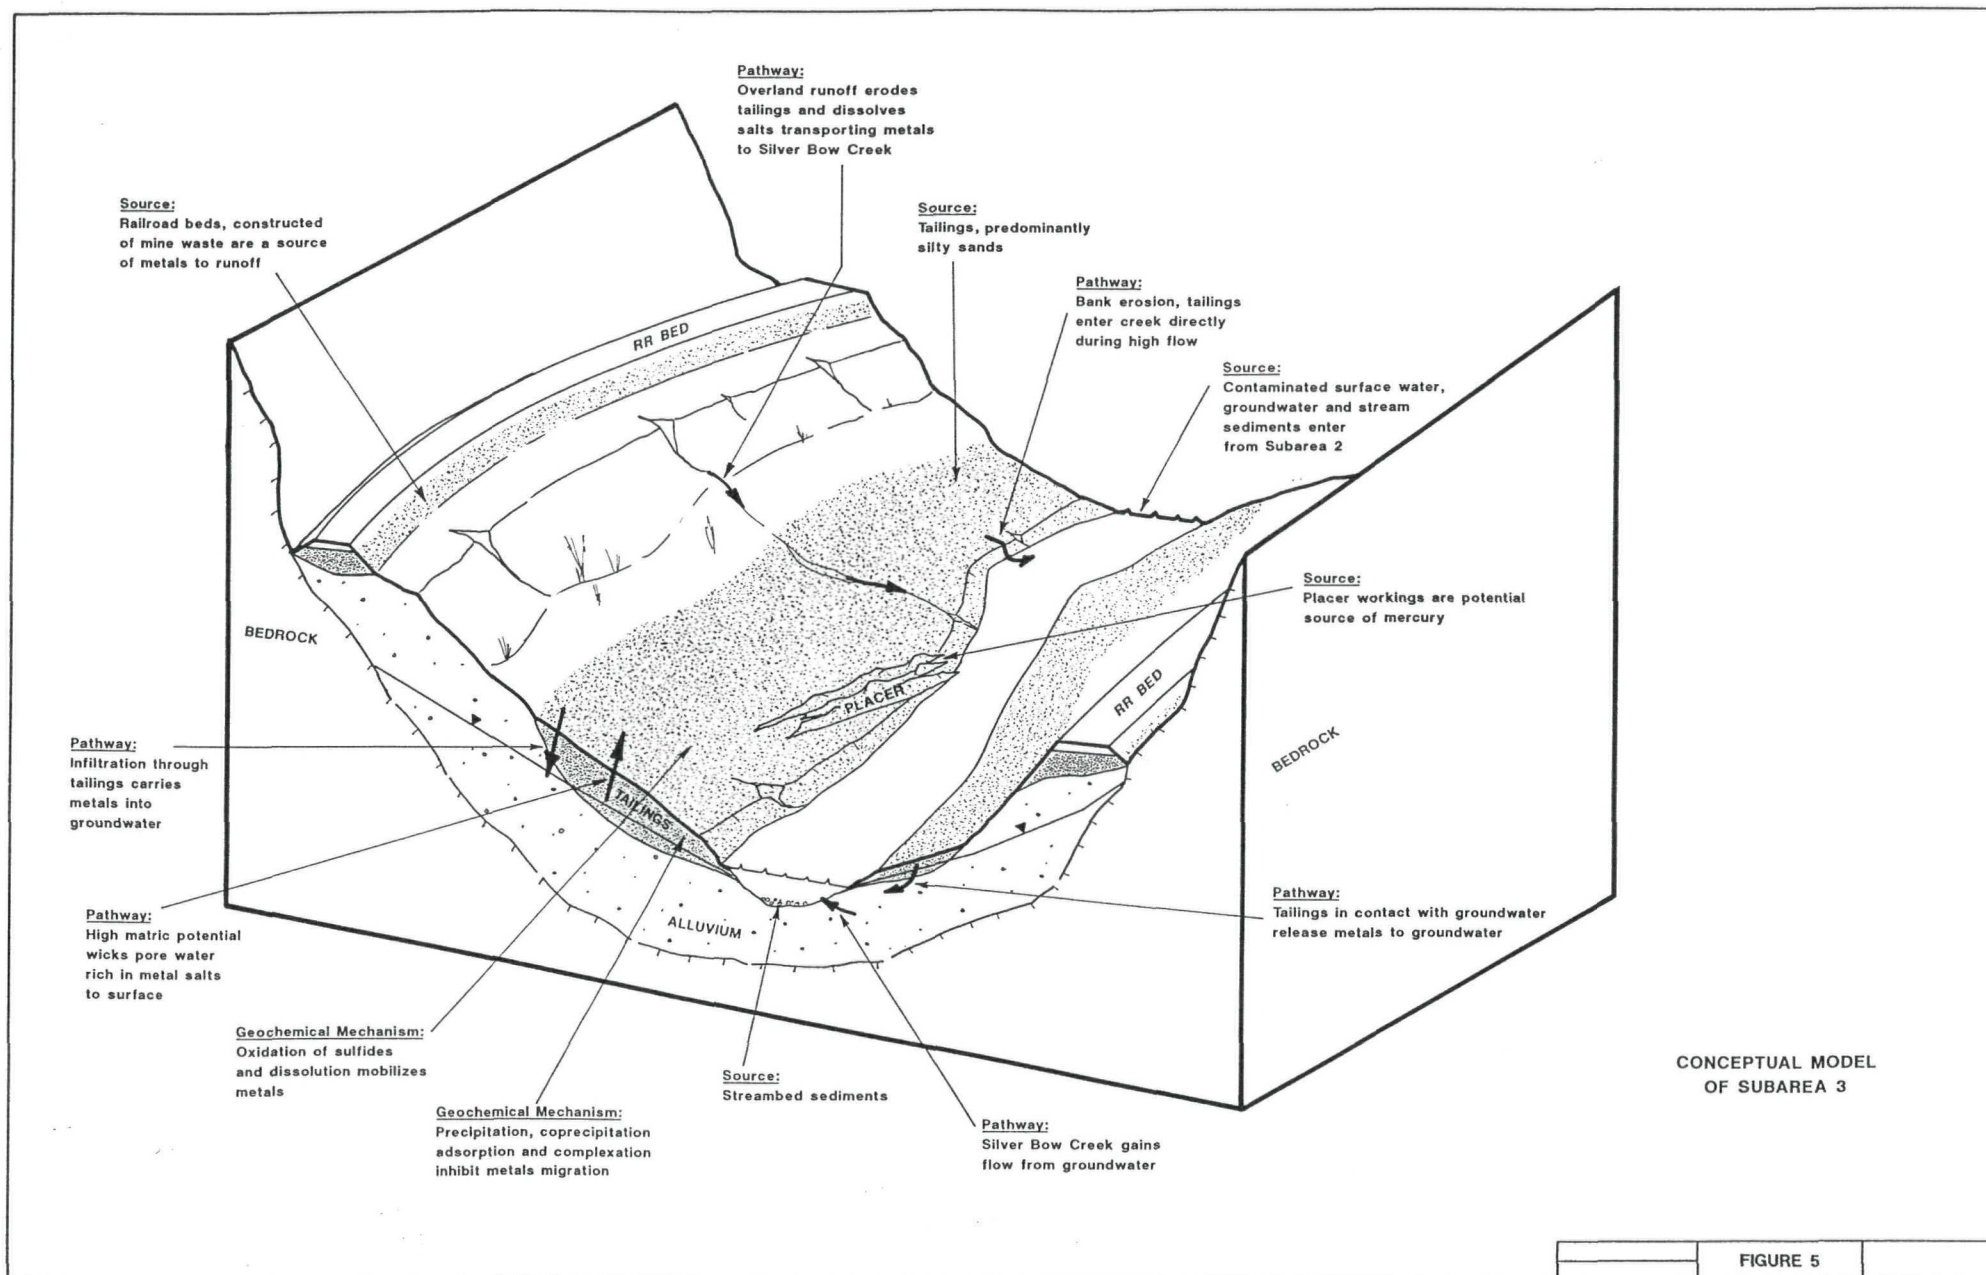 Pathway:
Overland runoff erodes
tailings and dissolves
salts transporting metals
to Silver Bow Creek
Source:
Railroad beds, constructed
of mine waste are a source
of metals to runoff
Source:
Tailings, predominantly
silty sands
Pathway:
Bank erosion, tailings
enter creek directly
during high flow
Source:
Contaminated surface water,
groundwater and stream
sediments enter
from Subarea 2
RR BED
Source:
Placer workings are potential
source of mercury
BEDROCK
PLACER
RR BED
BEDROCK
Pathway:
Infiltration through
tailings carries
metals into
groundwater
TAILINGS
Pathway:
High matric potential
wicks pore water
rich in metal salts
to surface
ALLUVIUM
Pathway:
Tailings in contact with groundwater
release metals to groundwater
Geochemical Mechanism:
Oxidation of sulfides
and dissolution mobilizes
metals
Geochemical Mechanism:
Precipitation, coprecipitation
adsorption and complexation
inhibit metals migration
Source:
Streambed sediments
Pathway:
Silver Bow Creek gains
flow from groundwater
CONCEPTUAL MODEL
OF SUBAREA 3
FIGURE 5